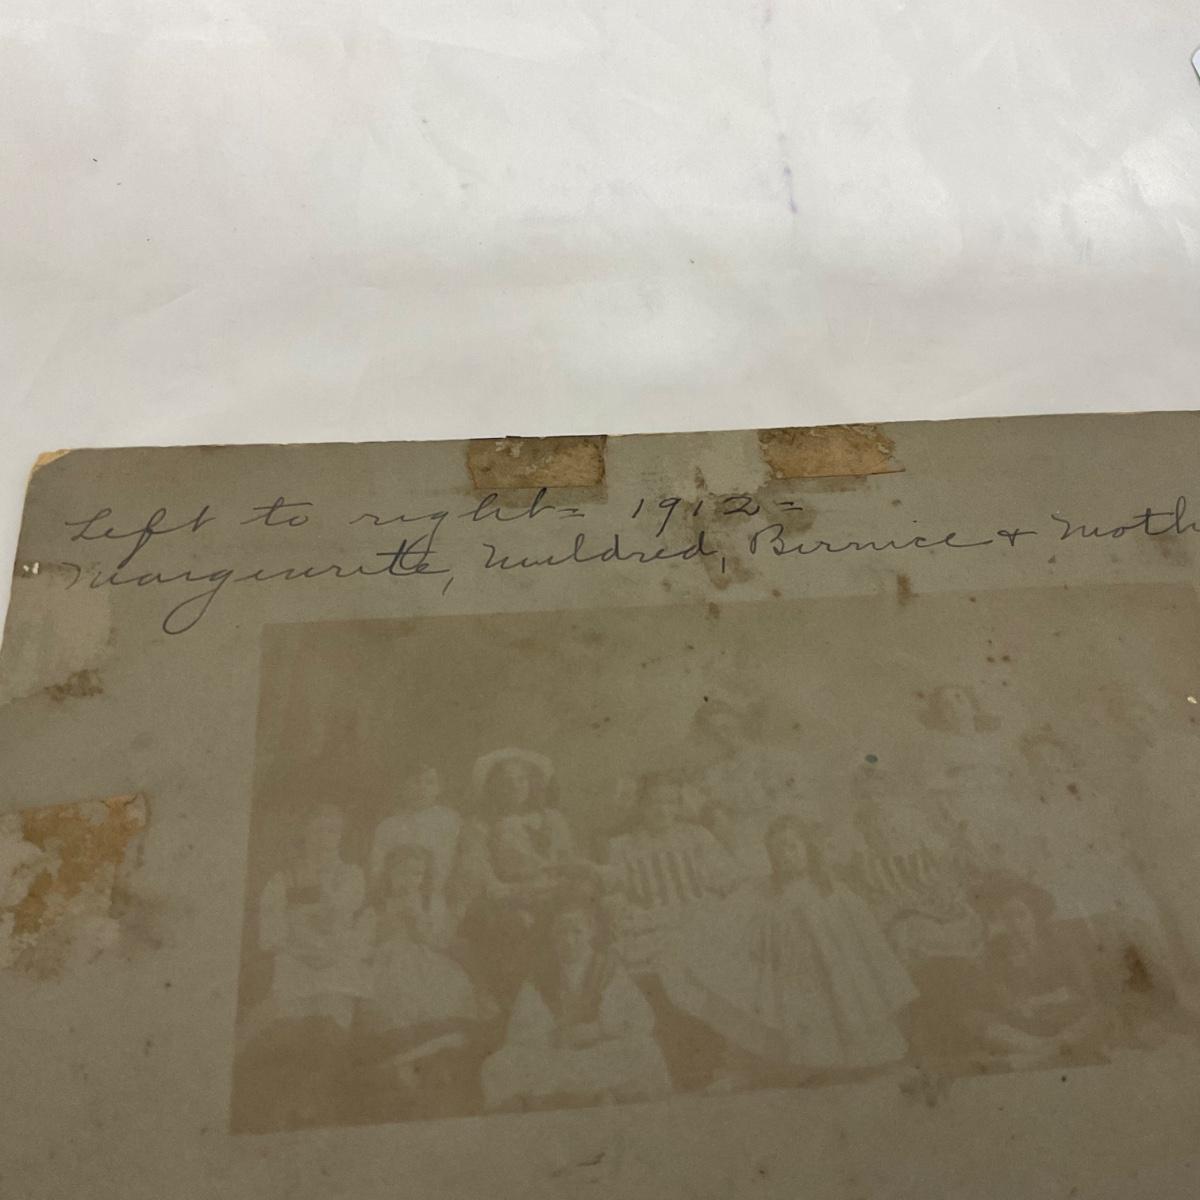 Left to right = 1912 =
Marguerite, Mildred, Bernice + Moth